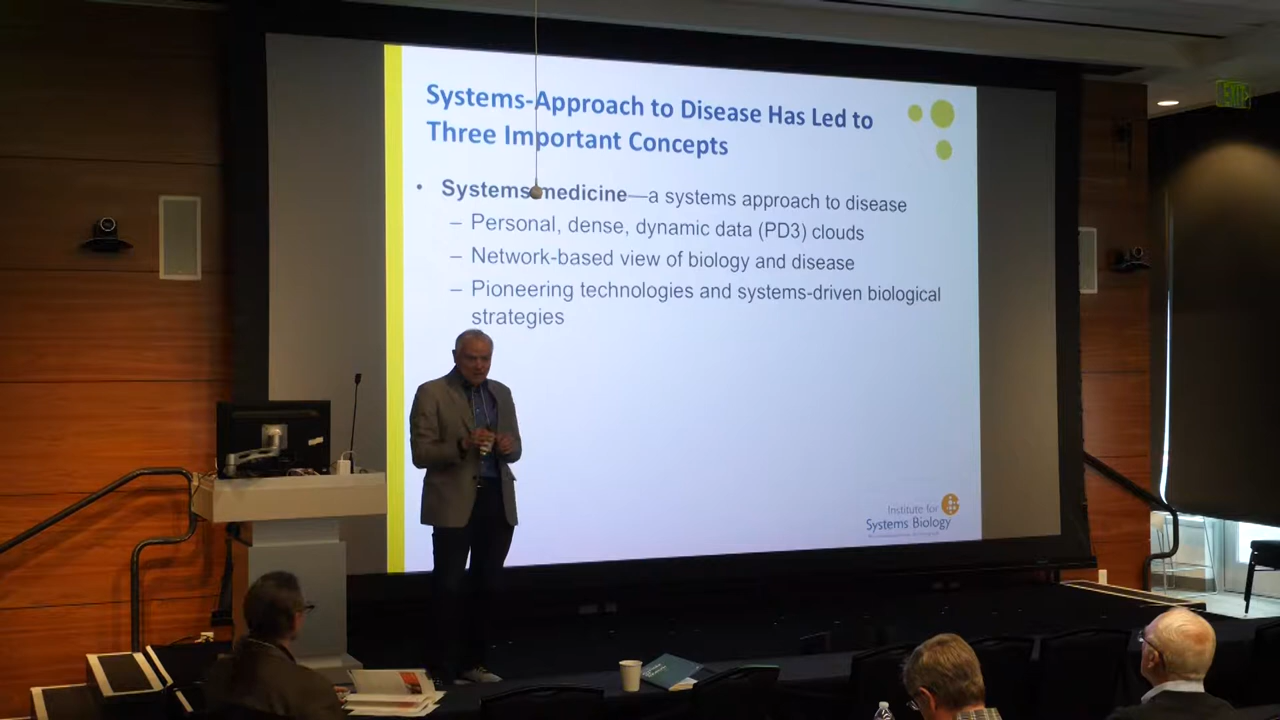 Systems-Approach to Disease Has Led to
Three Important Concepts
• Systems medicine—a systems approach to disease
– Personal, dense, dynamic data (PD3) clouds
– Network-based view of biology and disease
– Pioneering technologies and systems-driven biological
strategies
Institute for
Systems Biology
EXIT